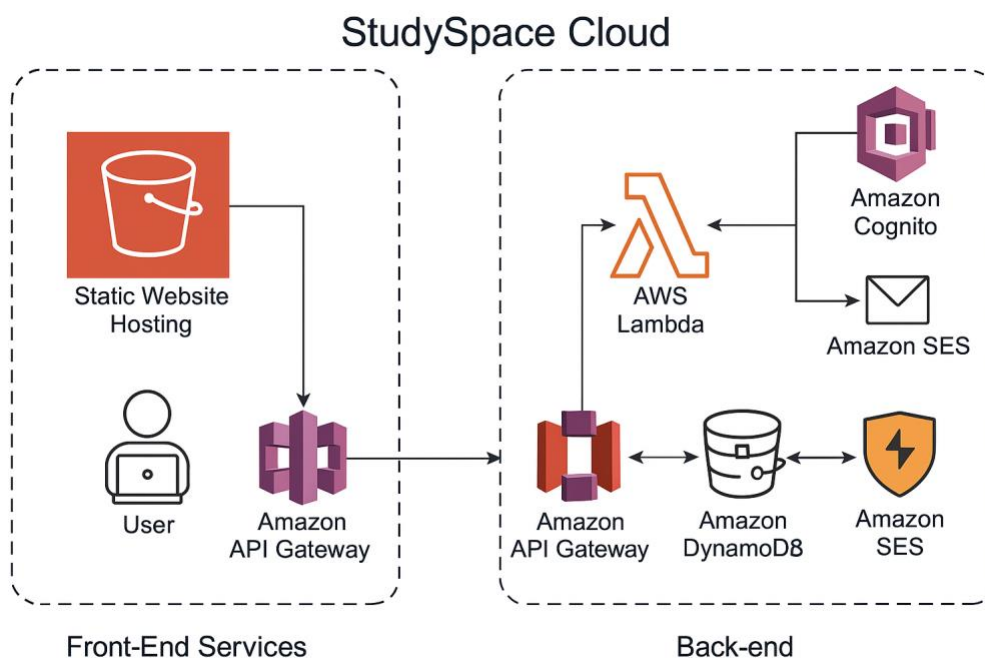 StudySpace Cloud
Static Website
Hosting
User
Amazon
API Gateway
Front-End Services
Amazon
Cognito
AWS
Lambda
Amazon SES
Amazon
API Gateway
Amazon
DynamoD8
Amazon
SES
Back-end